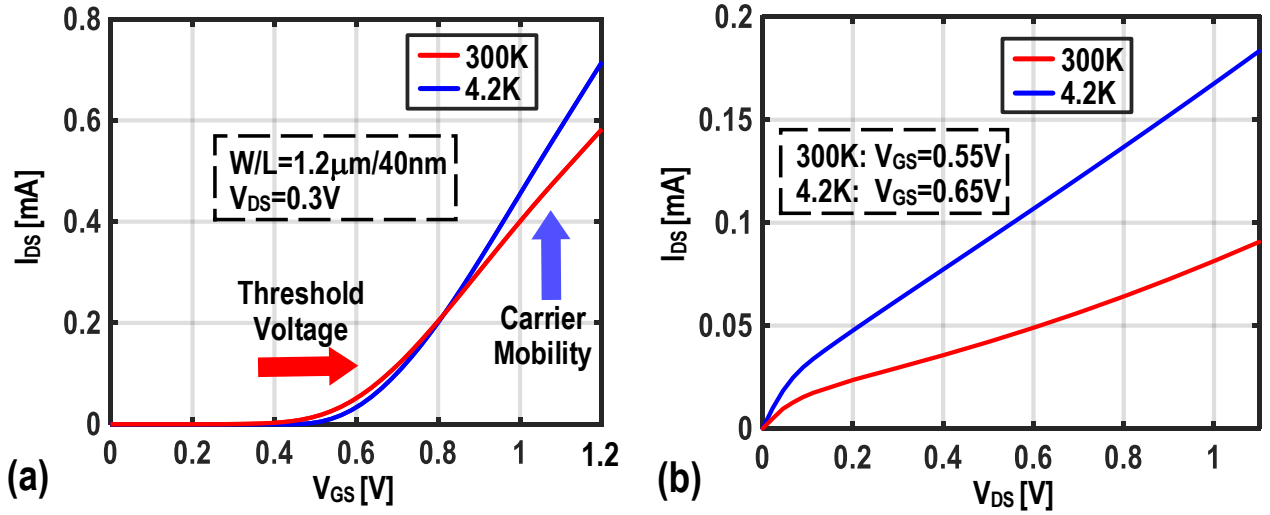 0.8
0.6
0.4
0.2
0
300K
4.2K
W/L=1.2μm/40nm
VDS=0.3V
Threshold
Voltage
Carrier
Mobility
IDS [mA]
0 0.2 0.4 0.6 0.8 1 1.2
VGS [V]
(a)
0.2
0.15
0.1
0.05
0
300K
4.2K
300K: VGS=0.55V
4.2K: VGS=0.65V
IDS [mA]
0 0.2 0.4 0.6 0.8 1
VDS [V]
(b)